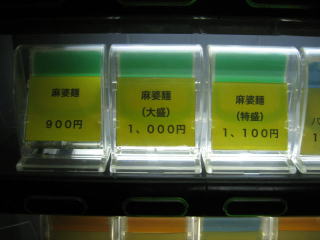 麻婆麺
900円
麻婆麺
(大盛)
1、000円
麻婆麺
(特盛)
1、100円